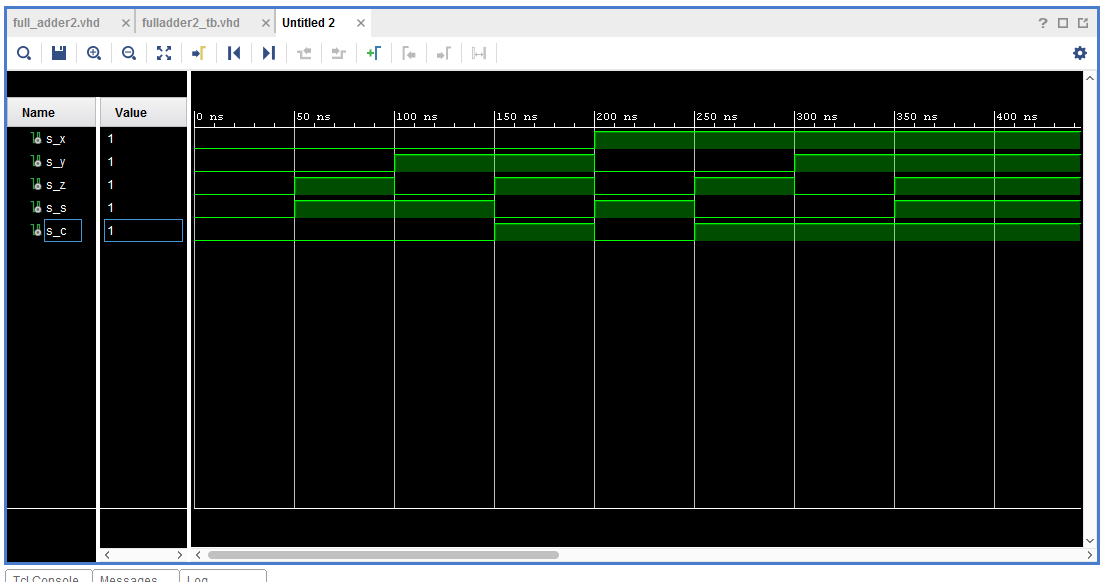 full_adder2.vhd × fulladder2_tb.vhd × Untitled 2 × ?
Name Value
0 ns 50 ns 100 ns 150 ns 200 ns 250 ns 300 ns 350 ns 400 ns
s_x 1
s_y 1
s_z 1
s_s 1
s_c 1
Tcl Console Messages Log